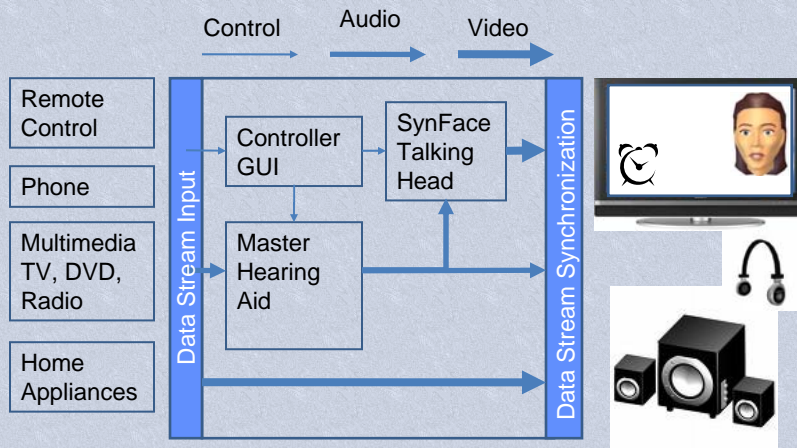 Control
Audio
Video
Remote
Control
Phone
Multimedia
TV, DVD,
Radio
Home
Appliances
Data Stream Input
Controller
GUI
SynFace
Talking
Head
Master
Hearing
Aid
Data Stream Synchronization